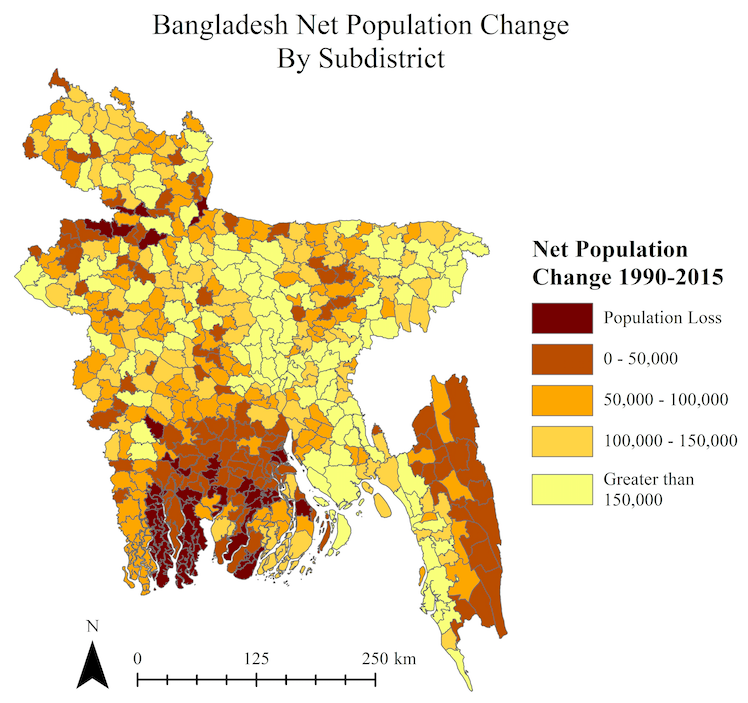 Bangladesh Net Population Change
By Subdistrict
Net Population
Change 1990-2015
Population Loss
0 - 50,000
50,000 - 100,000
100,000 - 150,000
Greater than
150,000
N
0 125 250 km